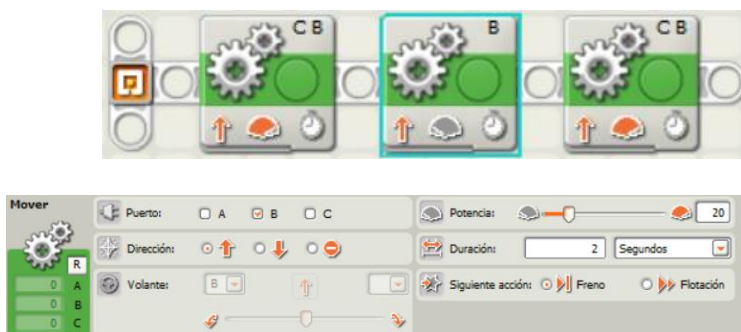 C B
B
C B
Mover
R
0 A
0 B
0 C
Puerto: A B C
Dirección:
Volante: B
Potencia: 20
Duración: 2 Segundos
Siguiente acción: Freno Flotación